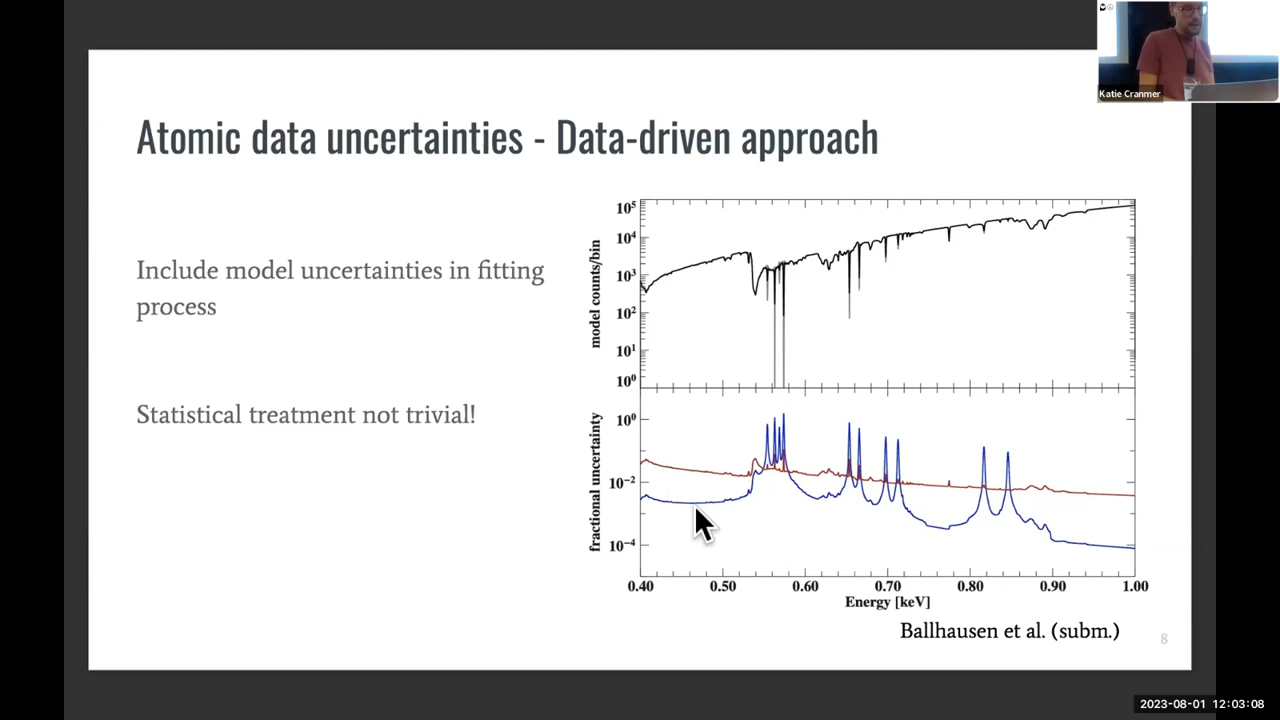 Katie Cranmer
Atomic data uncertainties - Data-driven approach
Include model uncertainties in fitting
process
Statistical treatment not trivial!
model counts/bin
10⁵
10⁴
10³
10²
10¹
10⁰
fractional uncertainty
10⁰
10⁻²
10⁻⁴
0.40 0.50 0.60 0.70 0.80 0.90 1.00
Energy [keV]
Ballhausen et al. (subm.)
8
2023-08-01 12:03:08